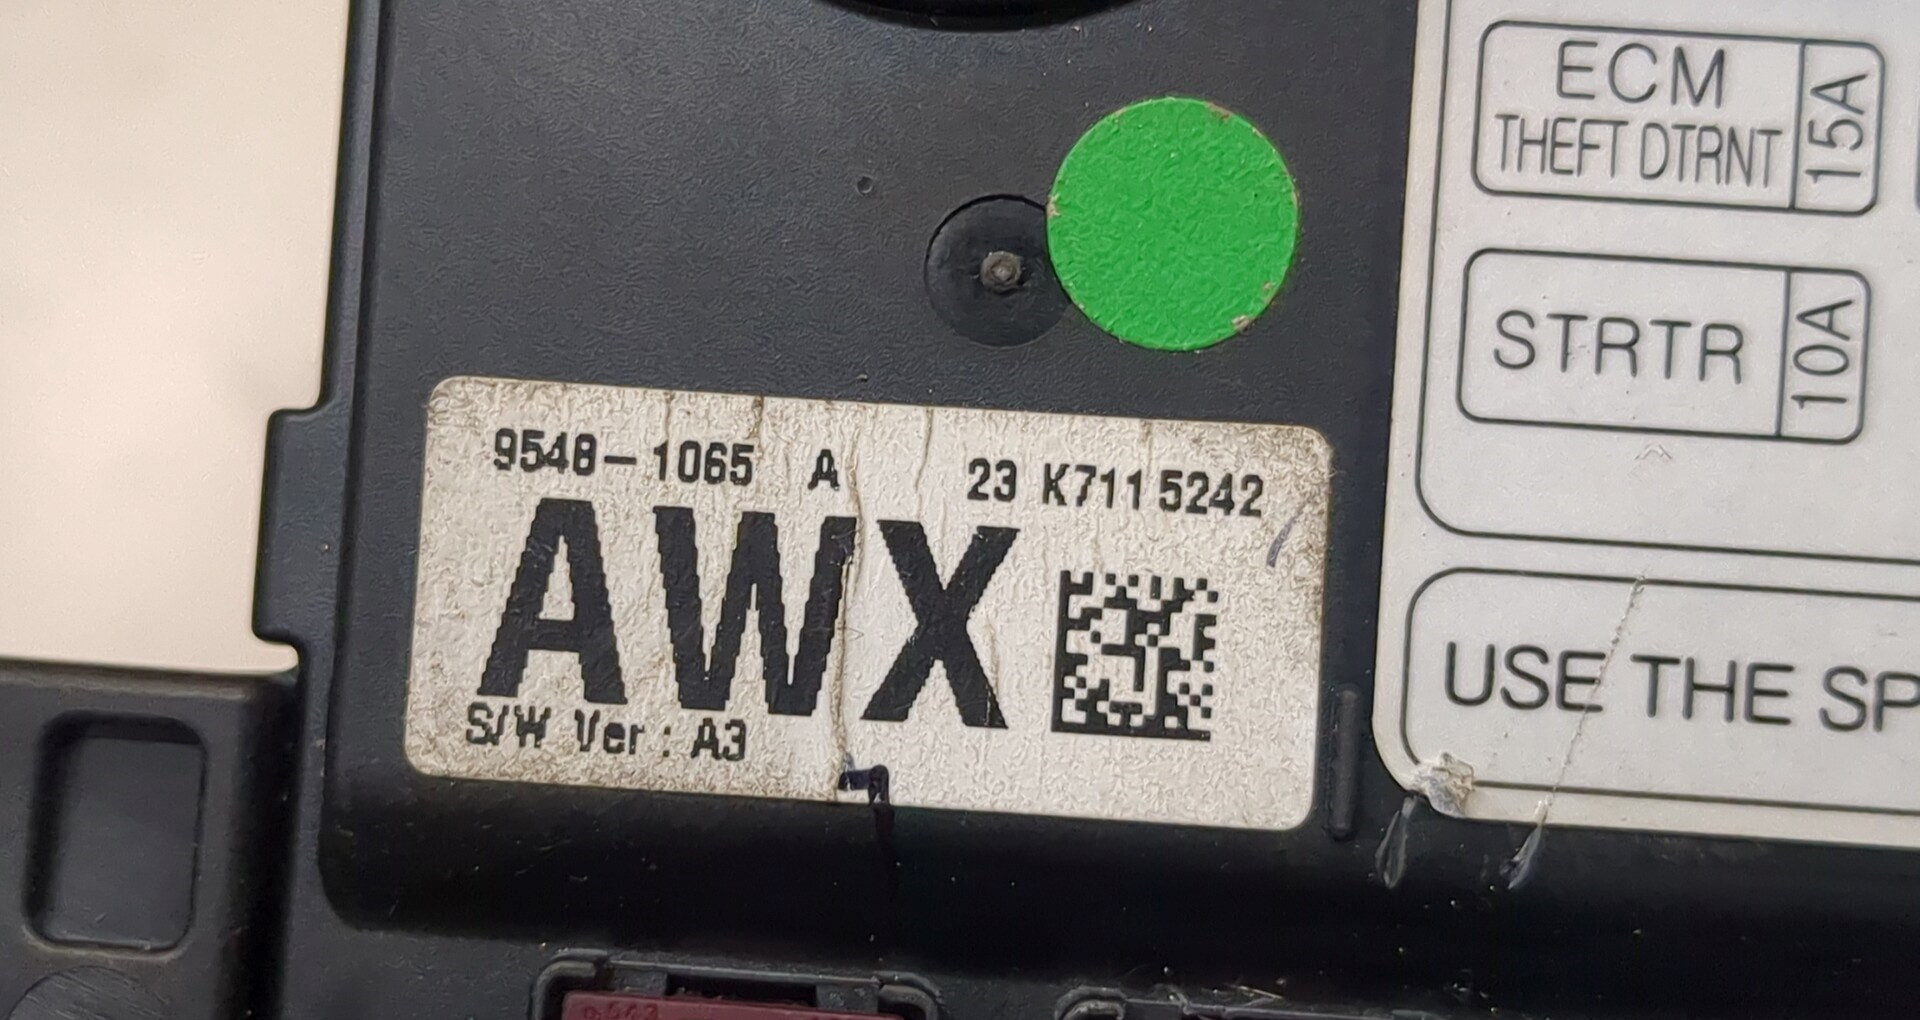 ECM
THEFT DTRNT
15A
STRTR
10A
9548-1065 A 23 K711 5242
AWX
S/W Ver : A3
USE THE SP